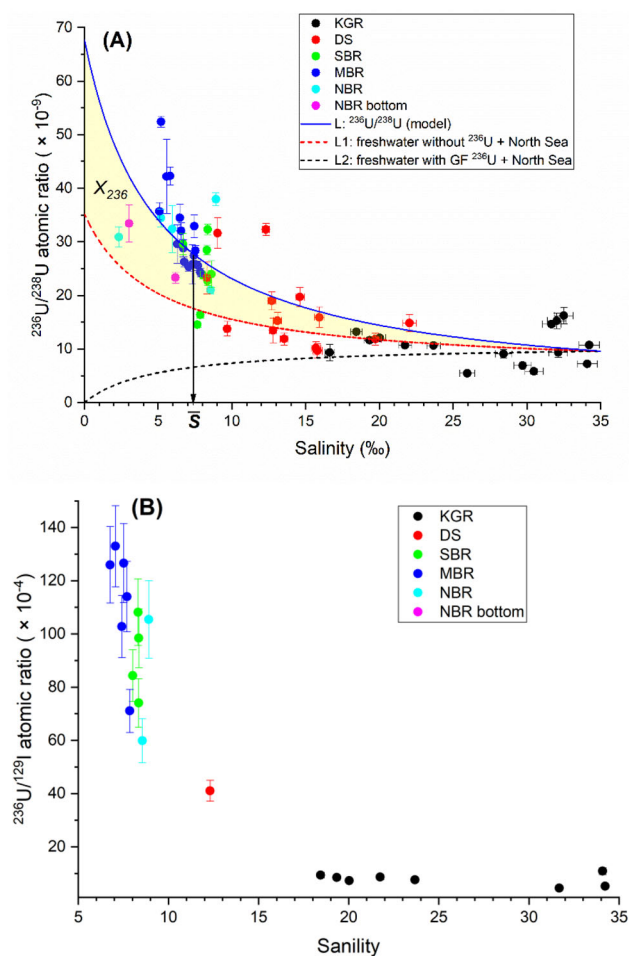 (A)
KGR
DS
SBR
MBR
NBR
NBR bottom
L: ²³⁶U/²³⁸U (model)
L1: freshwater without ²³⁶U + North Sea
L2: freshwater with GF ²³⁶U + North Sea
X₂₃₆
²³⁶U/²³⁸U atomic ratio ( × 10⁻⁹)
70
60
50
40
30
20
10
0
0 5 S̅ 10 15 20 25 30 35
Salinity (‰)
(B)
KGR
DS
SBR
MBR
NBR
NBR bottom
²³⁶U/¹²⁹I atomic ratio ( × 10⁻⁴)
140
120
100
80
60
40
20
5 10 15 20 25 30 35
Sanility